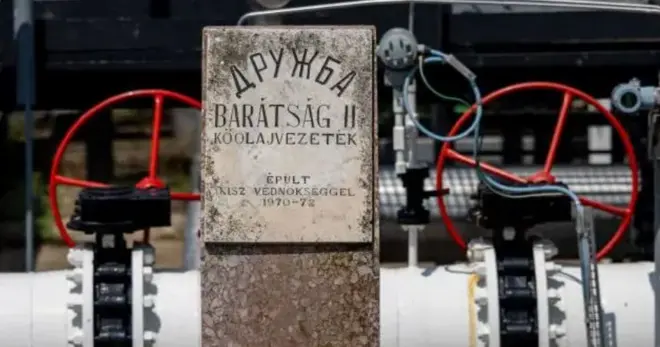 ДРУЖБА
BARÁTSÁG II
KŐOLAJVEZETÉK
ÉPÜLT
KISZ VÉDNÖKSÉGGEL
1970-72